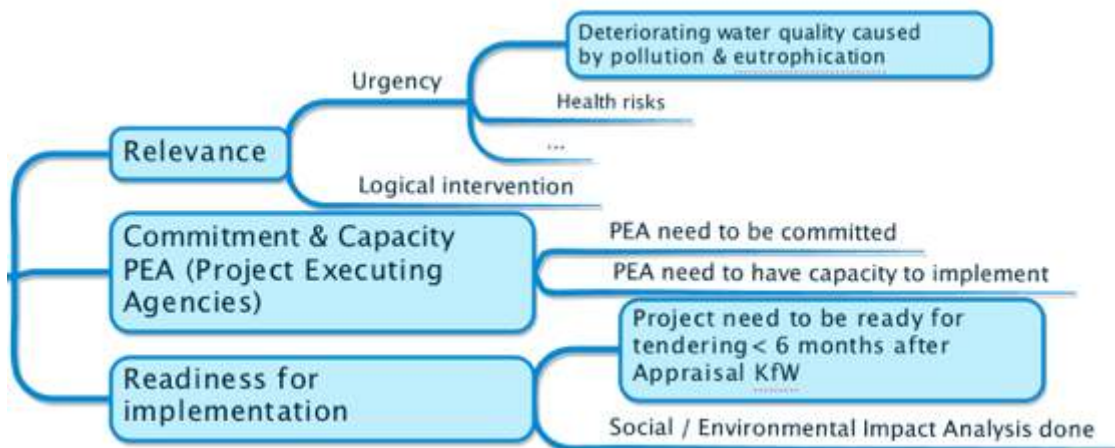 Deteriorating water quality caused
by pollution & eutrophication
Urgency
Health risks
...
Relevance
Logical intervention
Commitment & Capacity
PEA (Project Executing
Agencies)
PEA need to be committed
PEA need to have capacity to implement
Project need to be ready for
tendering < 6 months after
Appraisal KfW
Readiness for
implementation
Social / Environmental Impact Analysis done